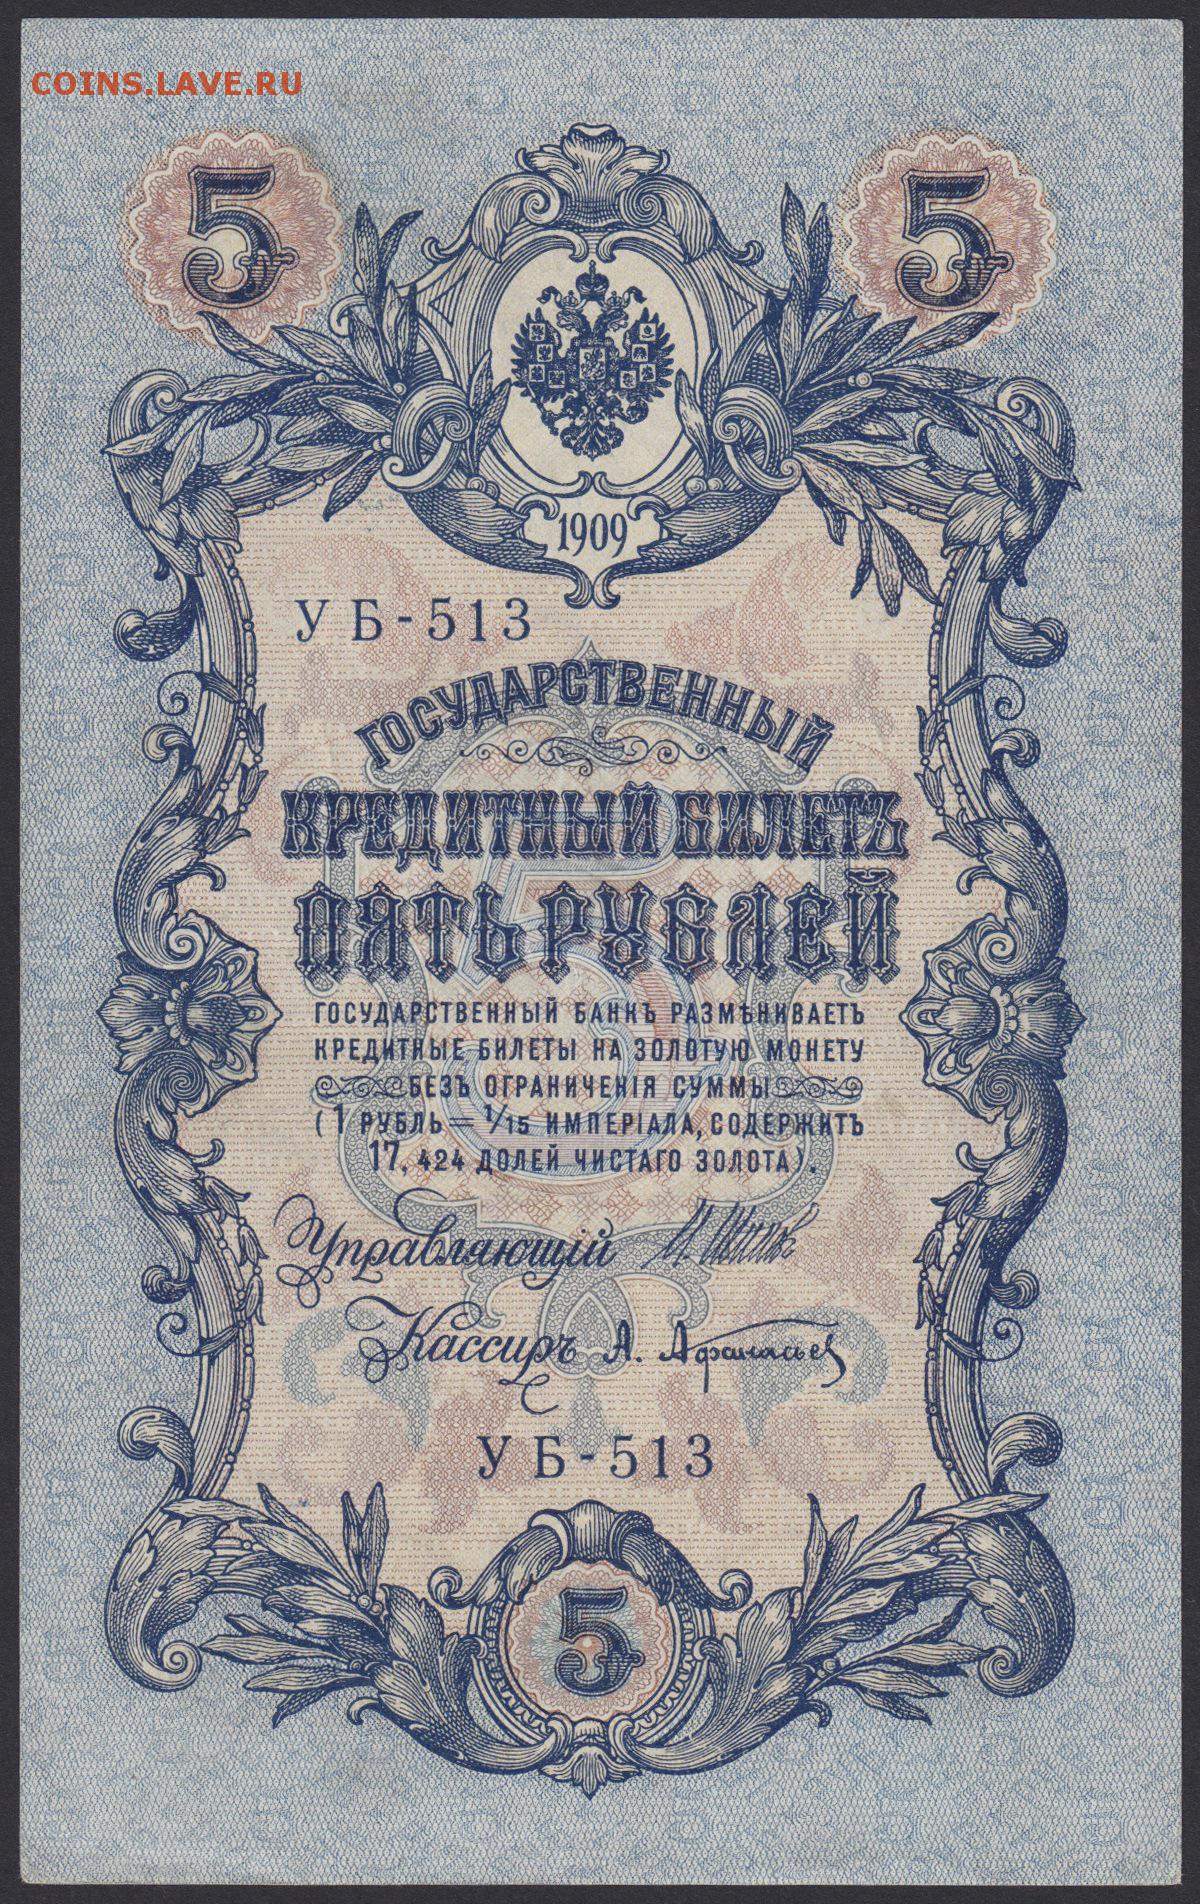 COINS.LAVE.RU
5 5
1909
УБ-513
ГОСУДАРСТВЕННЫЙ
КРЕДИТНЫЙ БИЛЕТЪ
ПЯТЬ РУБЛЕЙ
ГОСУДАРСТВЕННЫЙ БАНКЪ РАЗМѢНИВАЕТЪ
КРЕДИТНЫЕ БИЛЕТЫ НА ЗОЛОТУЮ МОНЕТУ
БЕЗЪ ОГРАНИЧЕНІЯ СУММЫ
(1 РУБЛЬ = 1/15 ИМПЕРІАЛА, СОДЕРЖИТЪ
17,424 ДОЛЕЙ ЧИСТАГО ЗОЛОТА).
Управляющій И. Шиповъ
Кассиръ А. Афанасьев
УБ-513
5